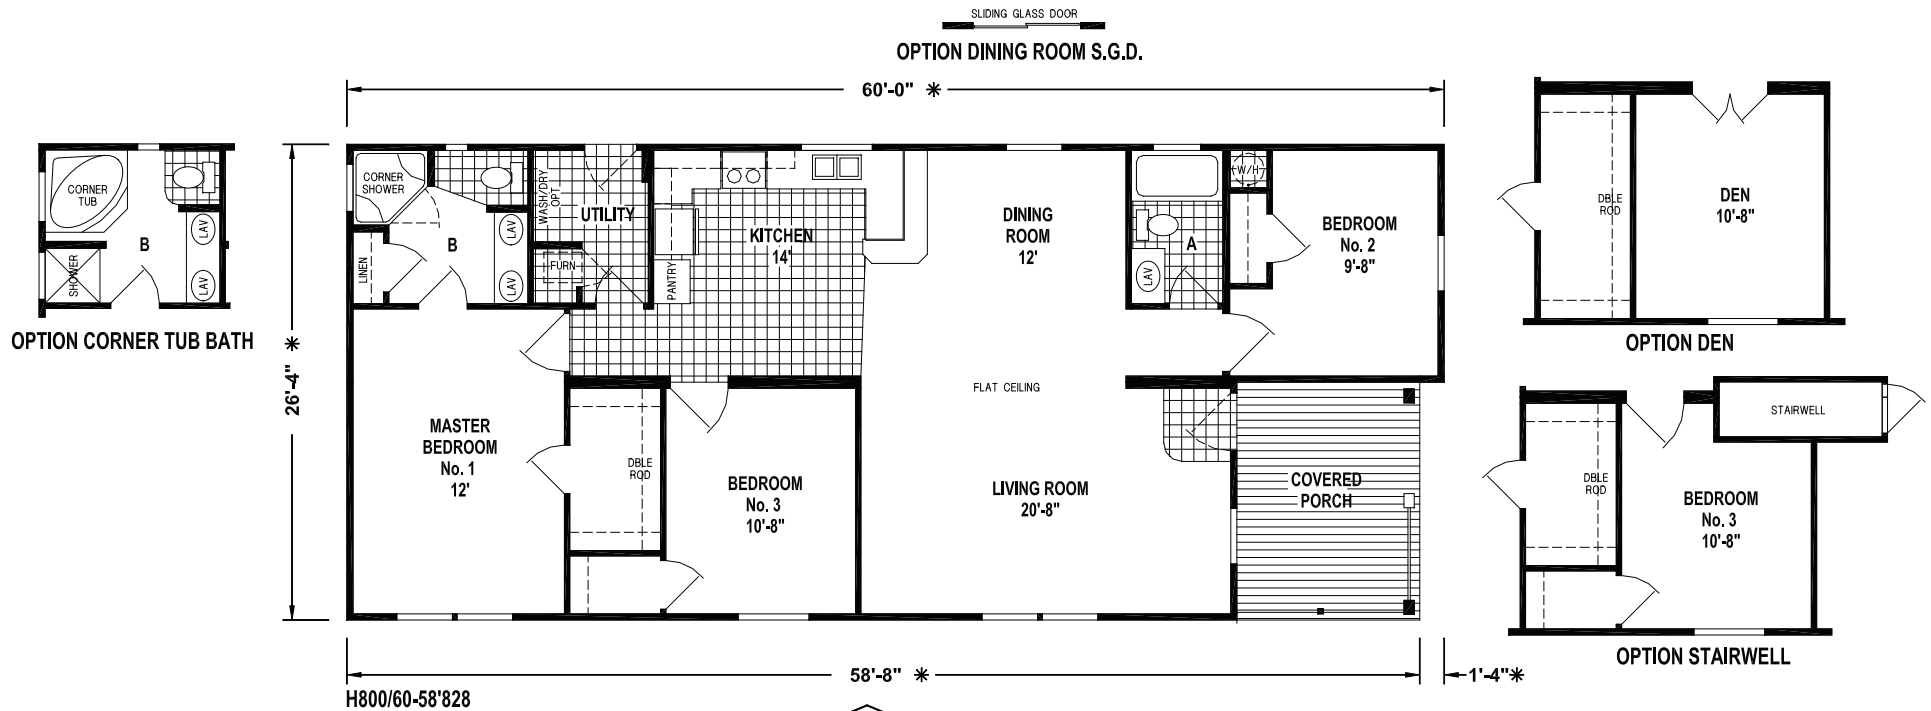 SLIDING GLASS DOOR
OPTION DINING ROOM S.G.D.
60'-0" *
CORNER
TUB
LAV
B
LAV
SHOWER
OPTION CORNER TUB BATH
26'-4" *
CORNER
SHOWER
LINEN
B
LAV
LAV
WASH/DRY
OPT.
UTILITY
FURN
KITCHEN
14'
PANTRY
DINING
ROOM
12'
A
LAV
W/H
BEDROOM
No. 2
9'-8"
MASTER
BEDROOM
No. 1
12'
DBLE
ROD
BEDROOM
No. 3
10'-8"
FLAT CEILING
LIVING ROOM
20'-8"
COVERED
PORCH
58'-8" *
1'-4"*
H800/60-58'828
DBLE
ROD
DEN
10'-8"
OPTION DEN
STAIRWELL
DBLE
ROD
BEDROOM
No. 3
10'-8"
OPTION STAIRWELL